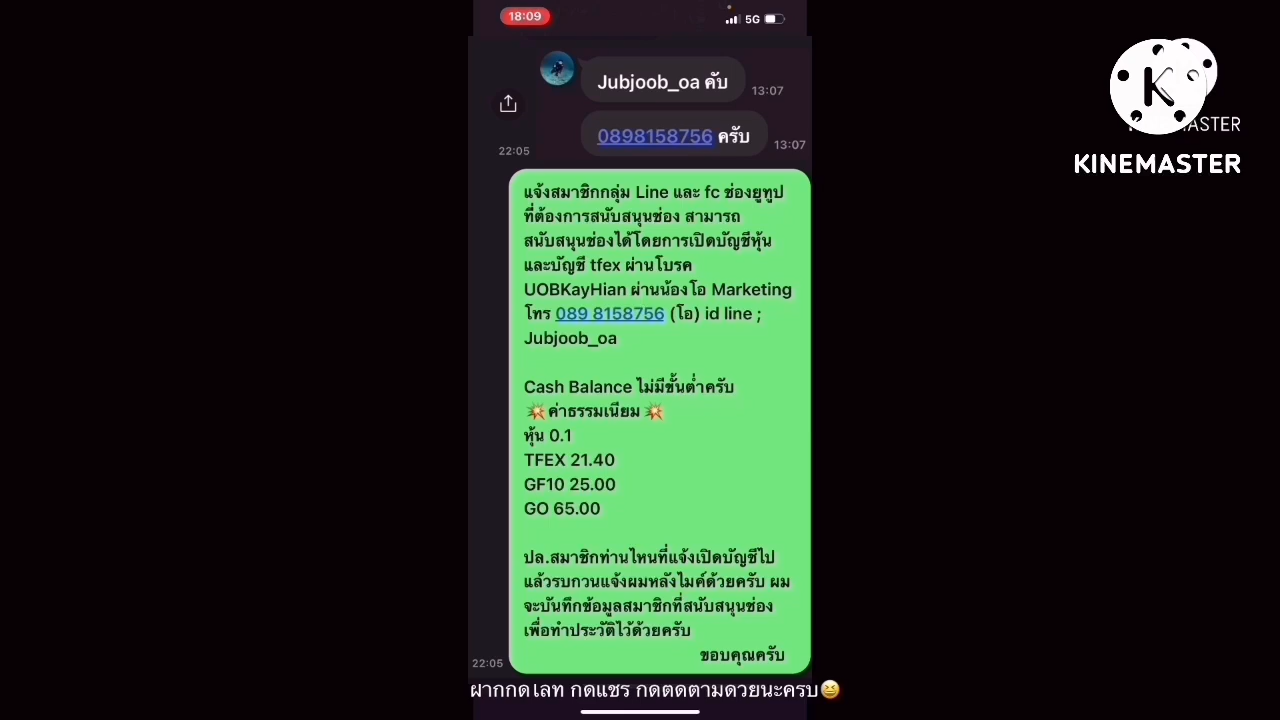 18:09
5G
Jubjoob_oa คับ
13:07
0898158756 ครับ
13:07
22:05
แจ้งสมาชิกกลุ่ม Line และ fc ช่องยูทูป
ที่ต้องการสนับสนุนช่อง สามารถ
สนับสนุนช่องได้โดยการเปิดบัญชีหุ้น
และบัญชี tfex ผ่านโบรค
UOBKayHian ผ่านน้องโอ Marketing
โทร 089 8158756 (โอ) id line ;
Jubjoob_oa
Cash Balance ไม่มีขั้นต่ำครับ
💥ค่าธรรมเนียม💥
หุ้น 0.1
TFEX 21.40
GF10 25.00
GO 65.00
ปล.สมาชิกท่านไหนที่แจ้งเปิดบัญชีไป
แล้วรบกวนแจ้งผมหลังไมค์ด้วยครับ ผม
จะบันทึกข้อมูลสมาชิกที่สนับสนุนช่อง
เพื่อทำประวัติไว้ด้วยครับ
ขอบคุณครับ
22:05
ฝากกดไลท กดแชร กดตดตามดวยนะครบ😆
K
ASTER
KINEMASTER